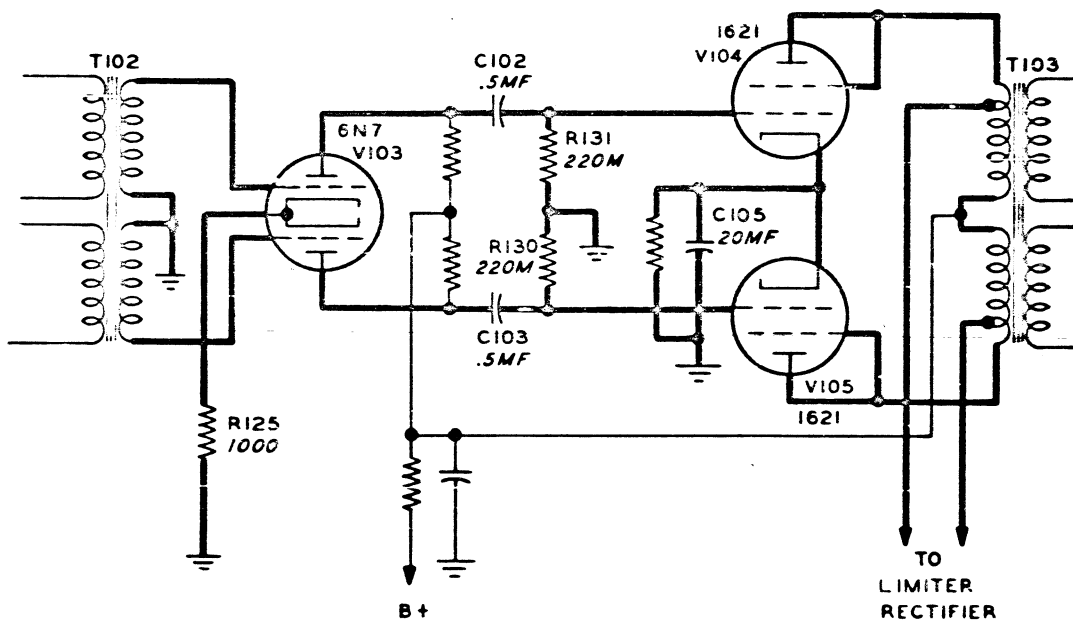 T102
6N7
V103
C102
.5MF
R131
220M
R130
220M
C103
.5MF
1621
V104
C105
20MF
V105
1621
T103
R125
1000
B+
TO
LIMITER
RECTIFIER